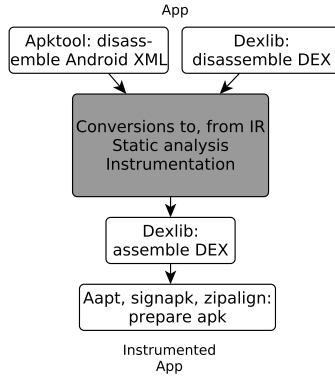 App
Apktool: disass-
emble Android XML
Dexlib:
disassemble DEX
Conversions to, from IR
Static analysis
Instrumentation
Dexlib:
assemble DEX
Aapt, signapk, zipalign:
prepare apk
Instrumented
App